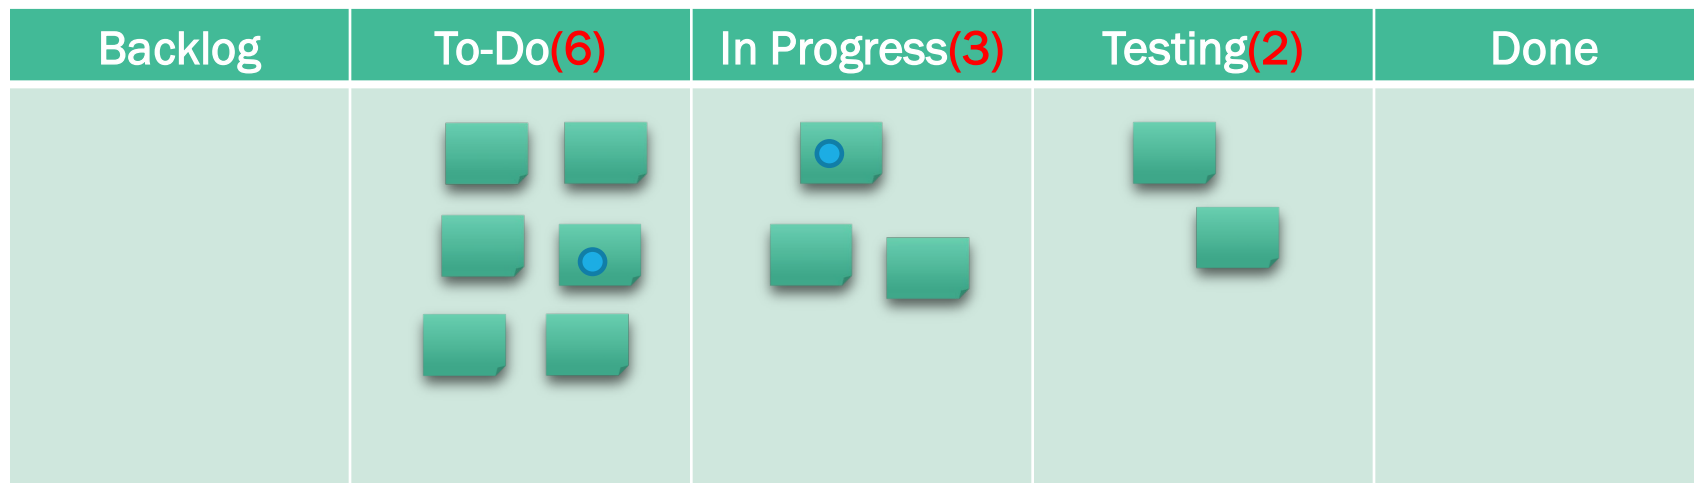 Backlog
To-Do(6)
In Progress(3)
Testing(2)
Done